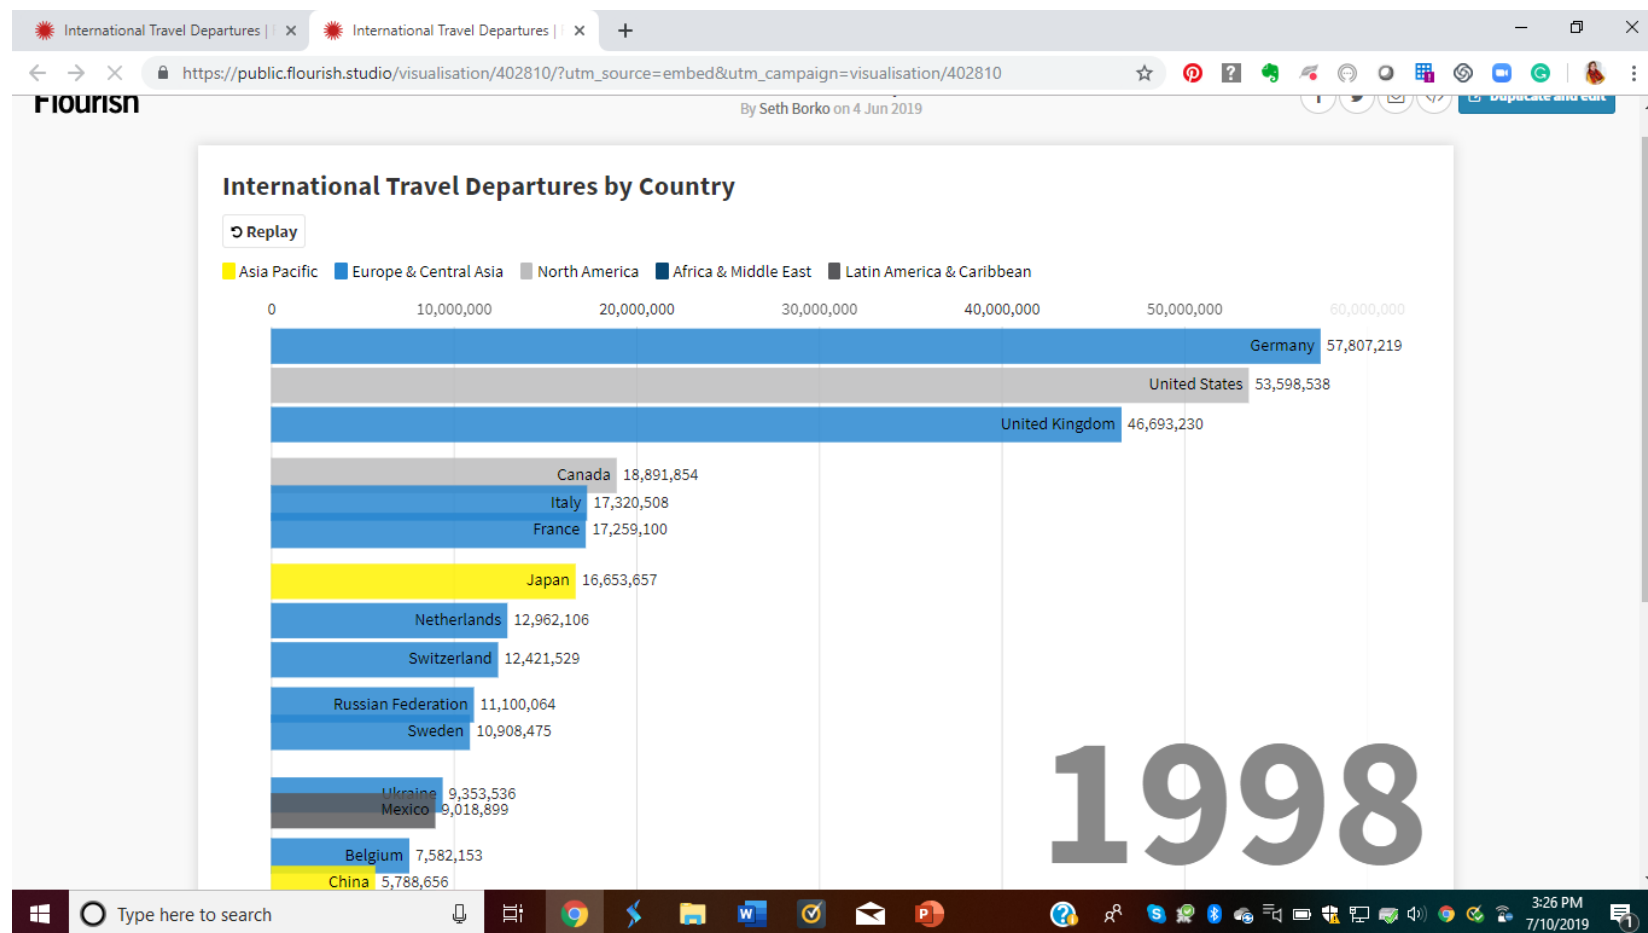 International Travel Departures |
International Travel Departures |
https://public.flourish.studio/visualisation/402810/?utm_source=embed&utm_campaign=visualisation/402810
Flourish
By Seth Borko on 4 Jun 2019
Duplicate and edit
International Travel Departures by Country
Replay
Asia Pacific Europe & Central Asia North America Africa & Middle East Latin America & Caribbean
0 10,000,000 20,000,000 30,000,000 40,000,000 50,000,000 60,000,000
Germany 57,807,219
United States 53,598,538
United Kingdom 46,693,230
Canada 18,891,854
Italy 17,320,508
France 17,259,100
Japan 16,653,657
Netherlands 12,962,106
Switzerland 12,421,529
Russian Federation 11,100,064
Sweden 10,908,475
Ukraine 9,353,536
Mexico 9,018,899
Belgium 7,582,153
China 5,788,656
1998
Type here to search
3:26 PM
7/10/2019
1